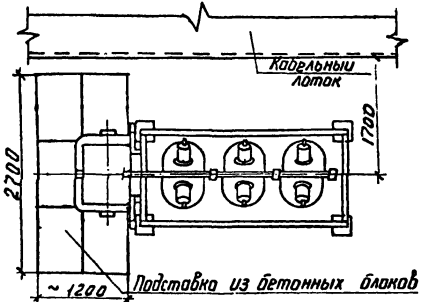 Кабельный
лоток
1700
2700
Подставка из бетонных блоков
~1200